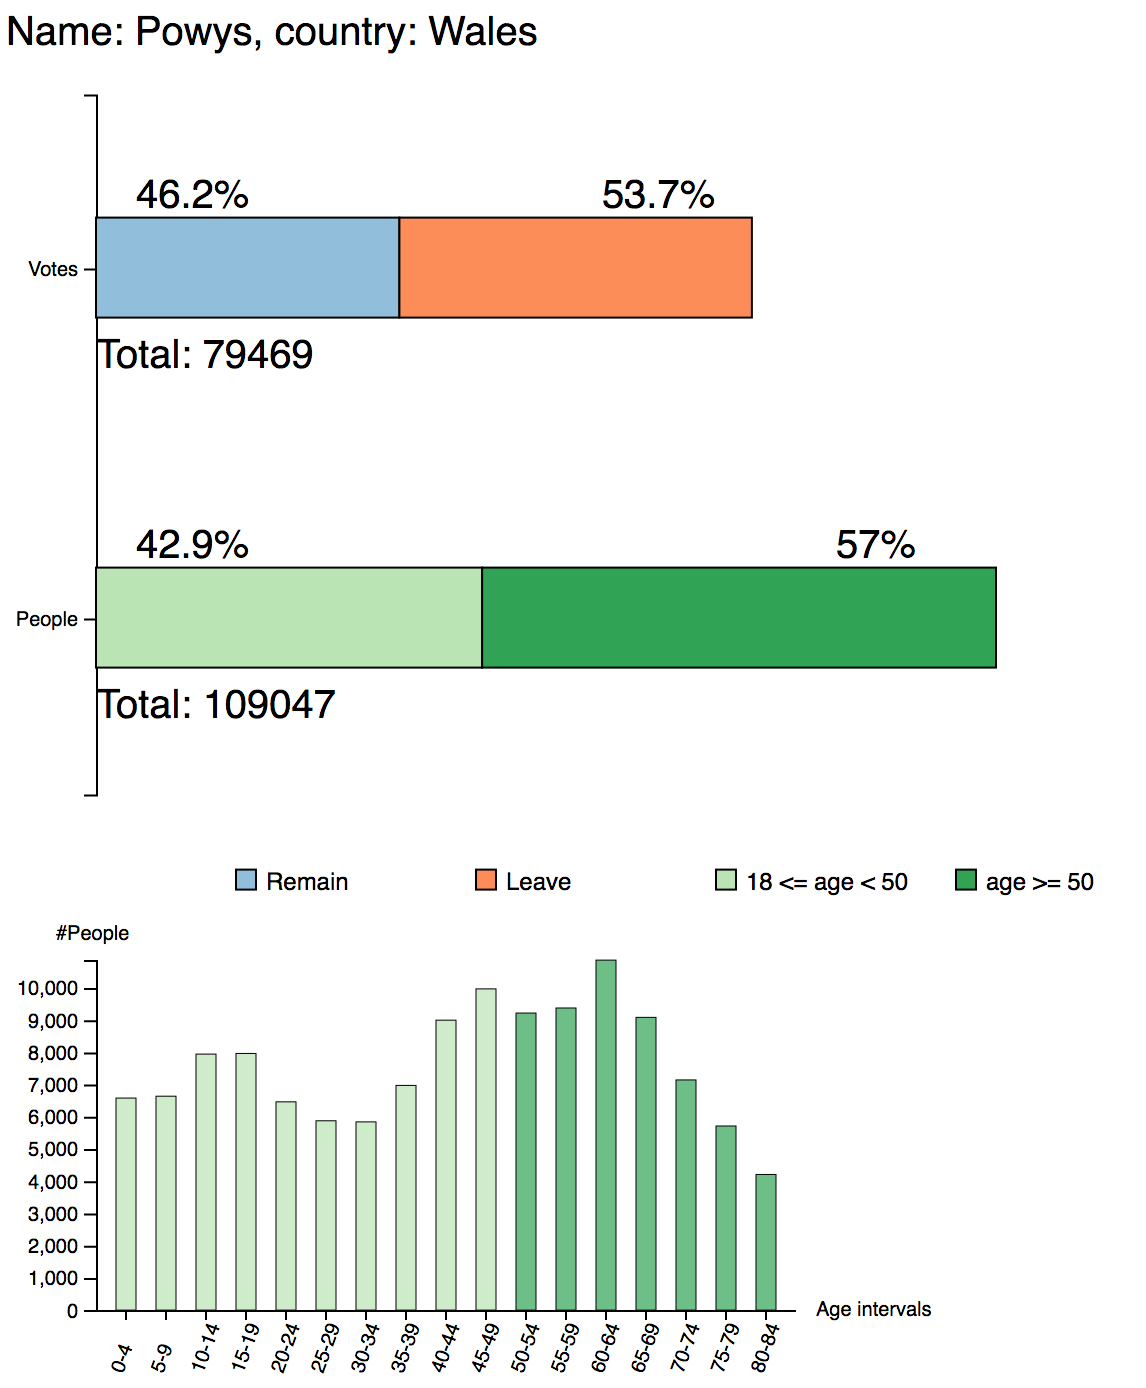 Name: Powys, country: Wales
46.2% 53.7%
Votes
Total: 79469
42.9% 57%
People
Total: 109047
Remain Leave 18 <= age < 50 age >= 50
#People
10,000
9,000
8,000
7,000
6,000
5,000
4,000
3,000
2,000
1,000
0
Age intervals
0-4 5-9 10-14 15-19 20-24 25-29 30-34 35-39 40-44 45-49 50-54 55-59 60-64 65-69 70-74 75-79 80-84